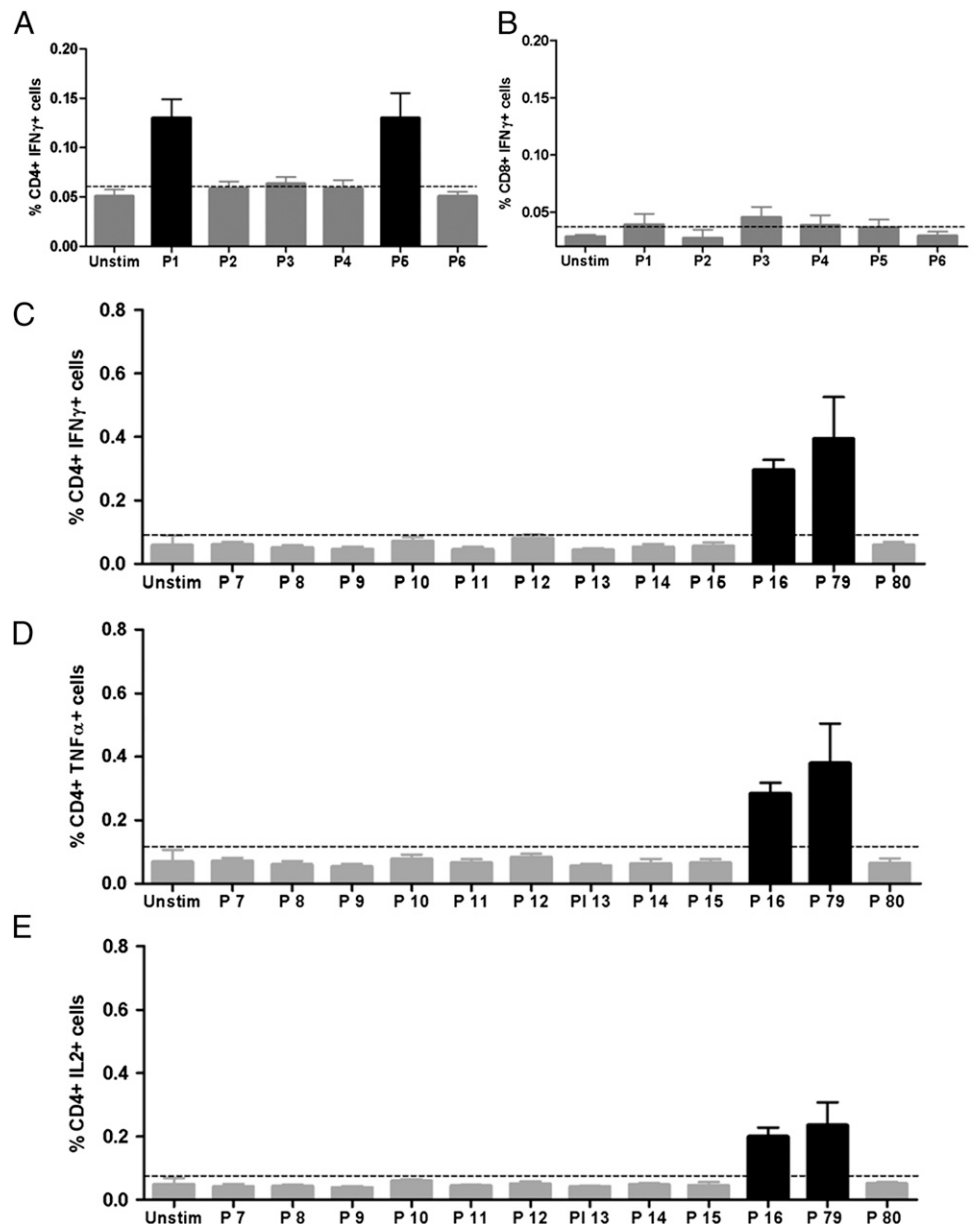 A
% CD4+ IFNγ+ cells
0.20
0.15
0.10
0.05
0.00
Unstim P1 P2 P3 P4 P5 P6
B
% CD8+ IFNγ+ cells
0.20
0.15
0.10
0.05
Unstim P1 P2 P3 P4 P5 P6
C
% CD4+ IFNγ+ cells
0.8
0.6
0.4
0.2
0.0
Unstim P 7 P 8 P 9 P 10 P 11 P 12 P 13 P 14 P 15 P 16 P 79 P 80
D
% CD4+ TNFα+ cells
0.8
0.6
0.4
0.2
0.0
Unstim P 7 P 8 P 9 P 10 P 11 P 12 Pl 13 P 14 P 15 P 16 P 79 P 80
E
% CD4+ IL2+ cells
0.8
0.6
0.4
0.2
0.0
Unstim P 7 P 8 P 9 P 10 P 11 P 12 Pl 13 P 14 P 15 P 16 P 79 P 80